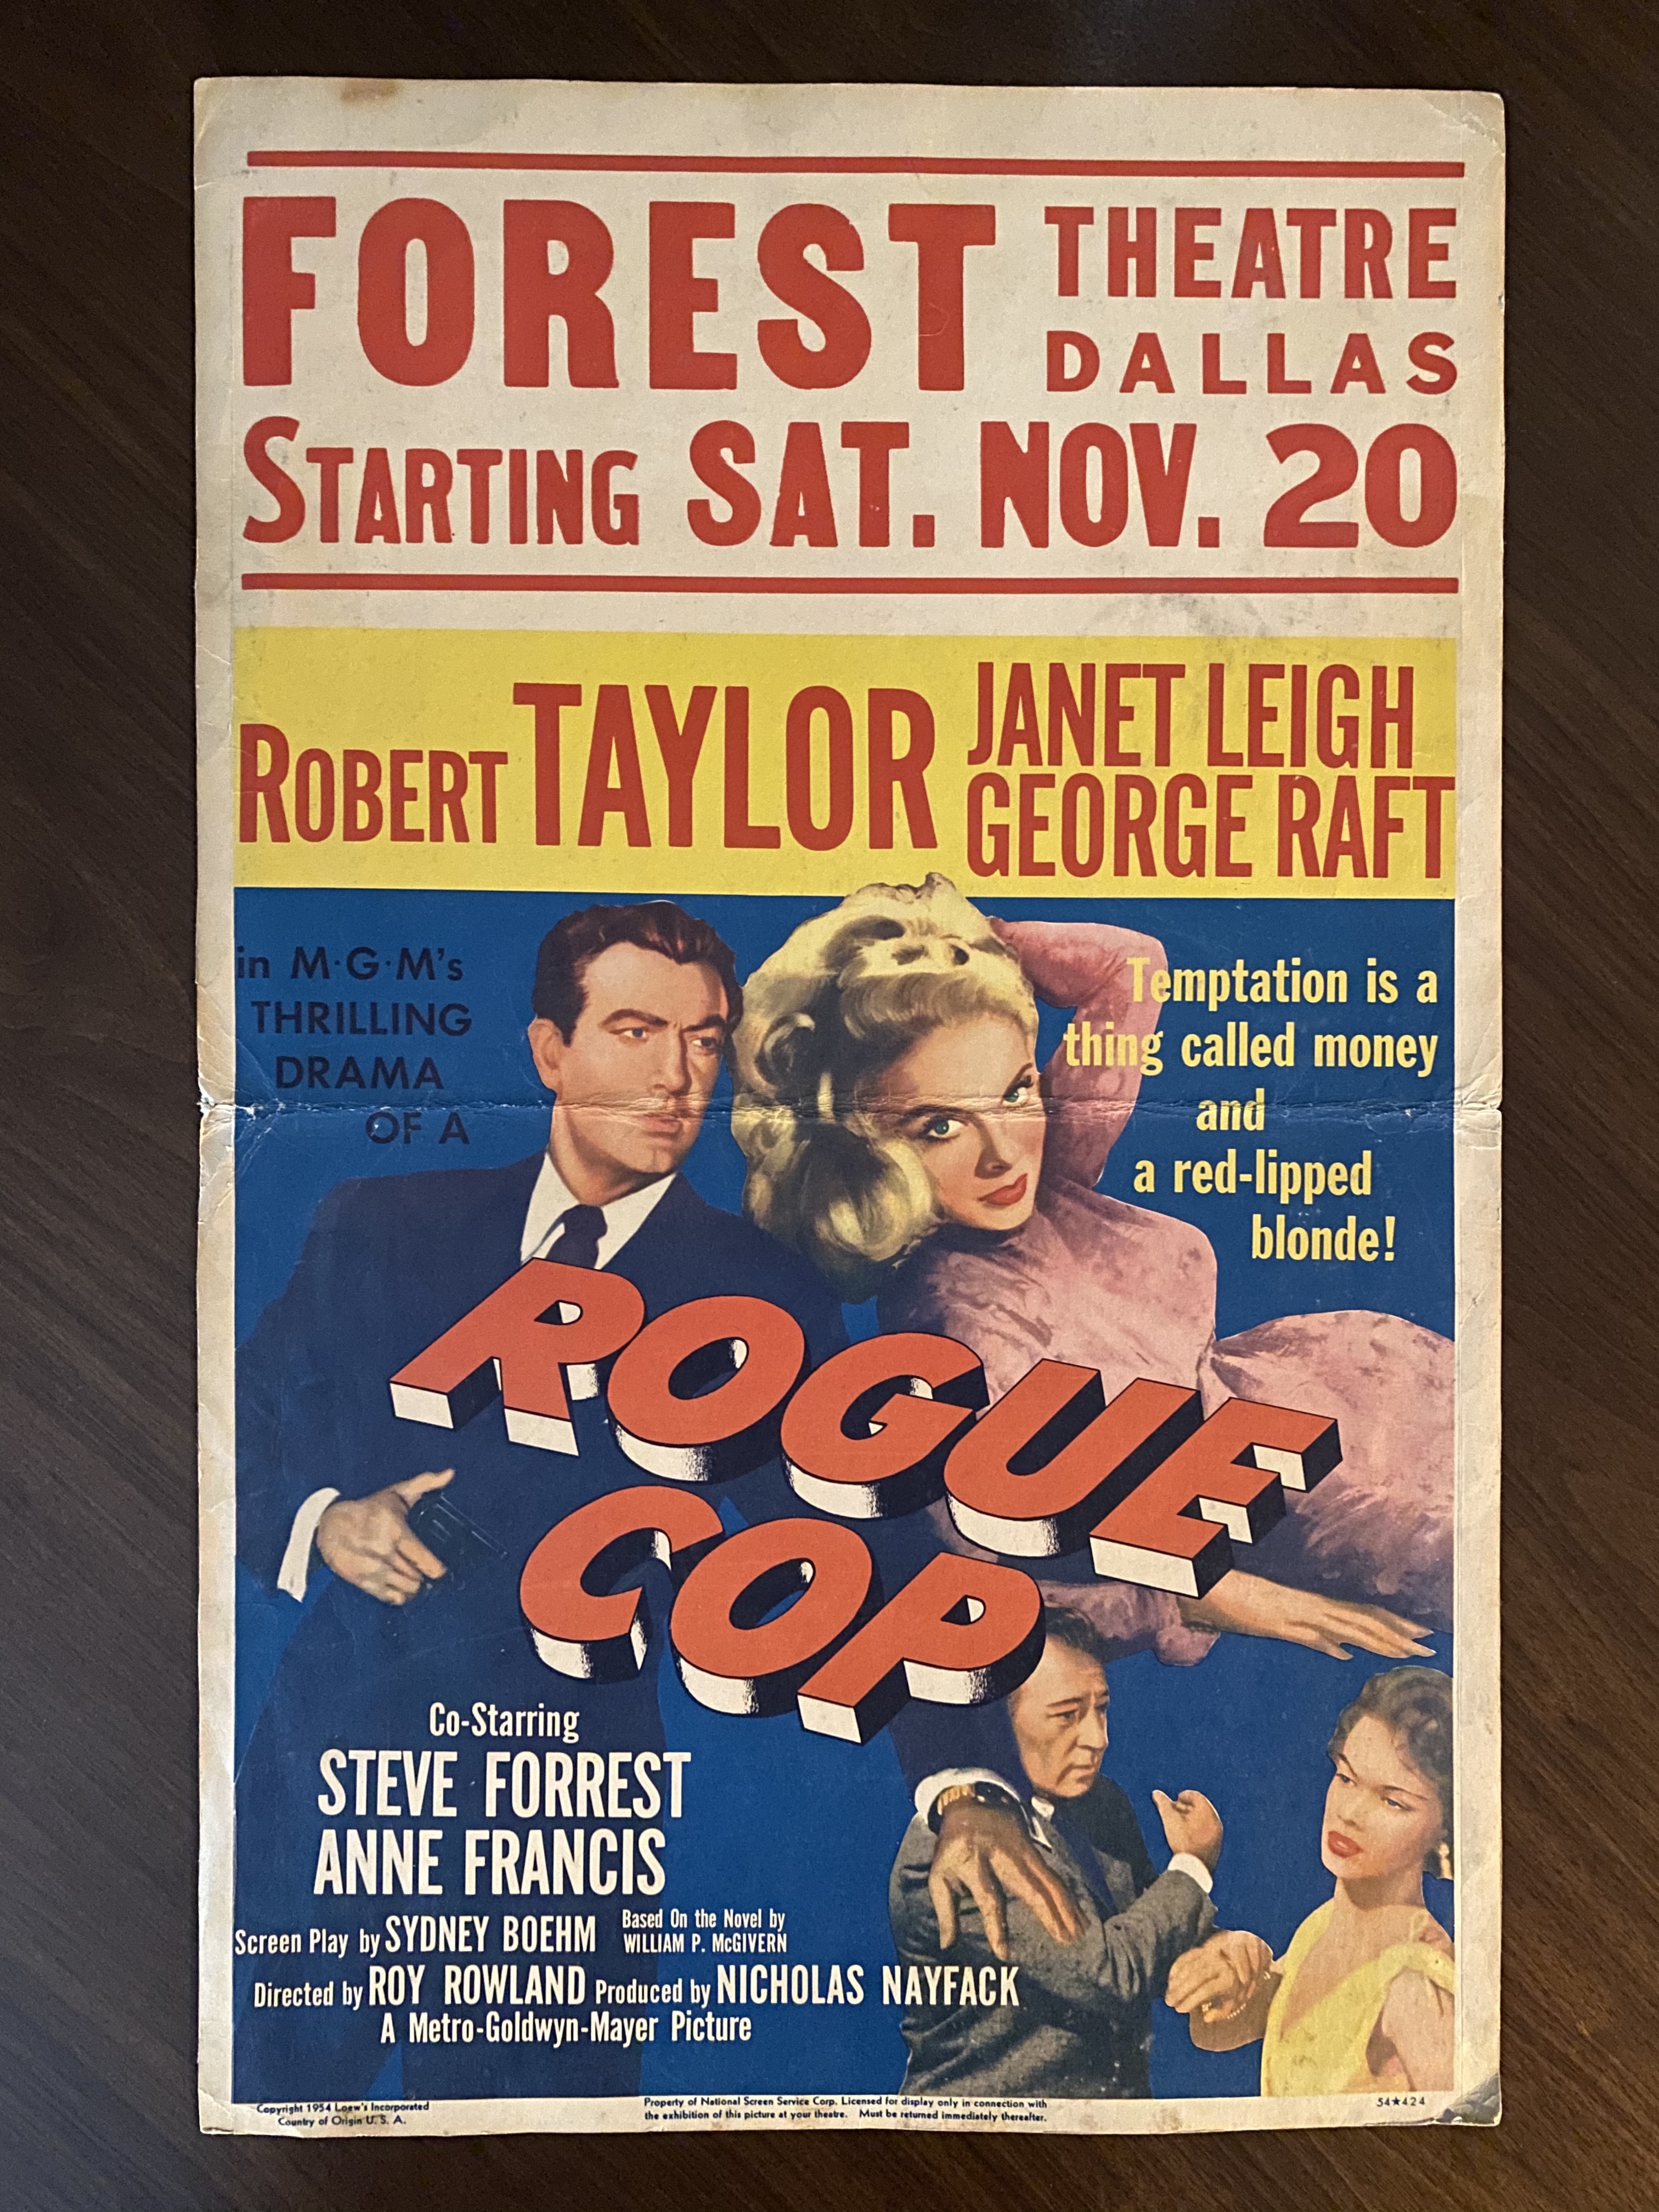 FOREST THEATRE
DALLAS
STARTING SAT. NOV. 20
ROBERT TAYLOR JANET LEIGH
GEORGE RAFT
in M·G·M's
THRILLING
DRAMA
OF A
Temptation is a
thing called money
and
a red-lipped
blonde!
ROGUE
COP
Co-Starring
STEVE FORREST
ANNE FRANCIS
Screen Play by SYDNEY BOEHM Based On the Novel by
WILLIAM P. McGIVERN
Directed by ROY ROWLAND Produced by NICHOLAS NAYFACK
A Metro-Goldwyn-Mayer Picture
Copyright 1954 Loew's Incorporated
Country of Origin U. S. A.
Property of National Screen Service Corp. Licensed for display only in connection with
the exhibition of this picture at your theatre. Must be returned immediately thereafter.
54★424